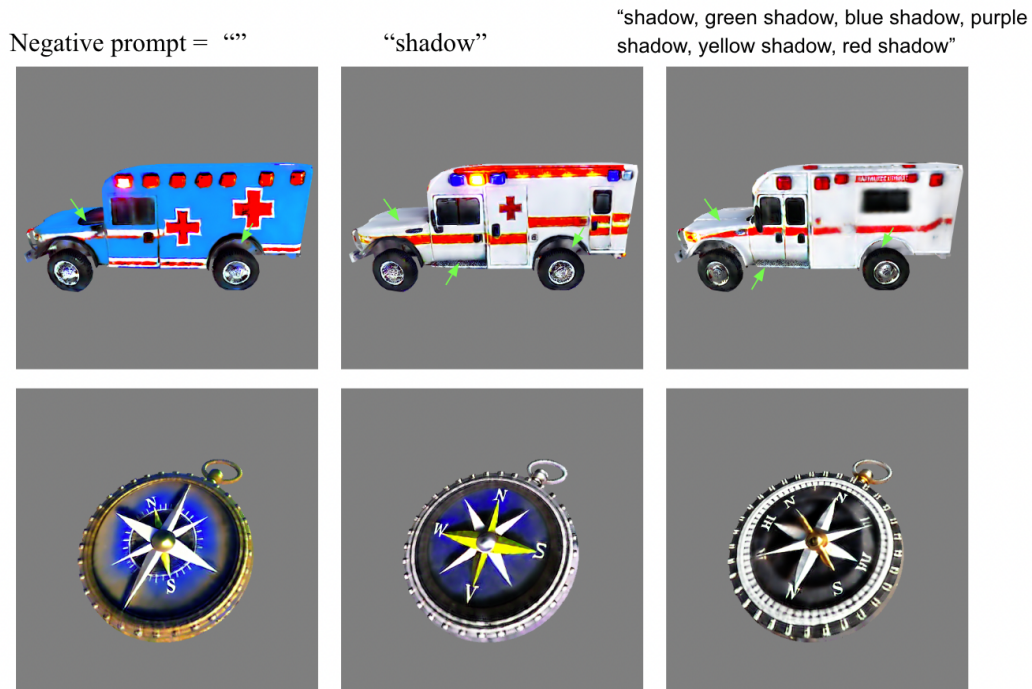 Negative prompt = “”
“shadow”
“shadow, green shadow, blue shadow, purple
shadow, yellow shadow, red shadow”
N
S
N
W
S
V
N
N
N
S